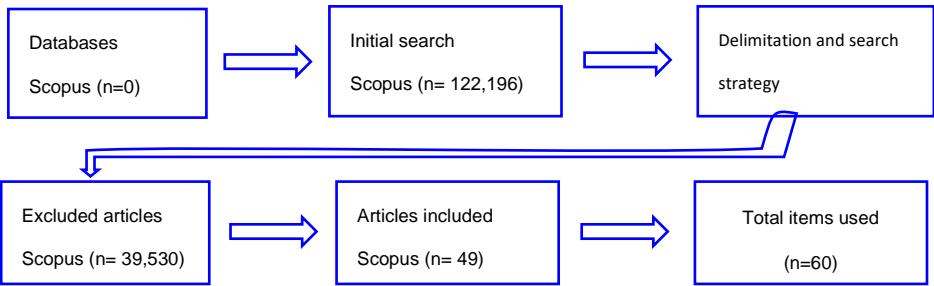 Databases
Scopus (n=0)
Initial search
Scopus (n= 122,196)
Delimitation and search
strategy
Excluded articles
Scopus (n= 39,530)
Articles included
Scopus (n= 49)
Total items used
(n=60)